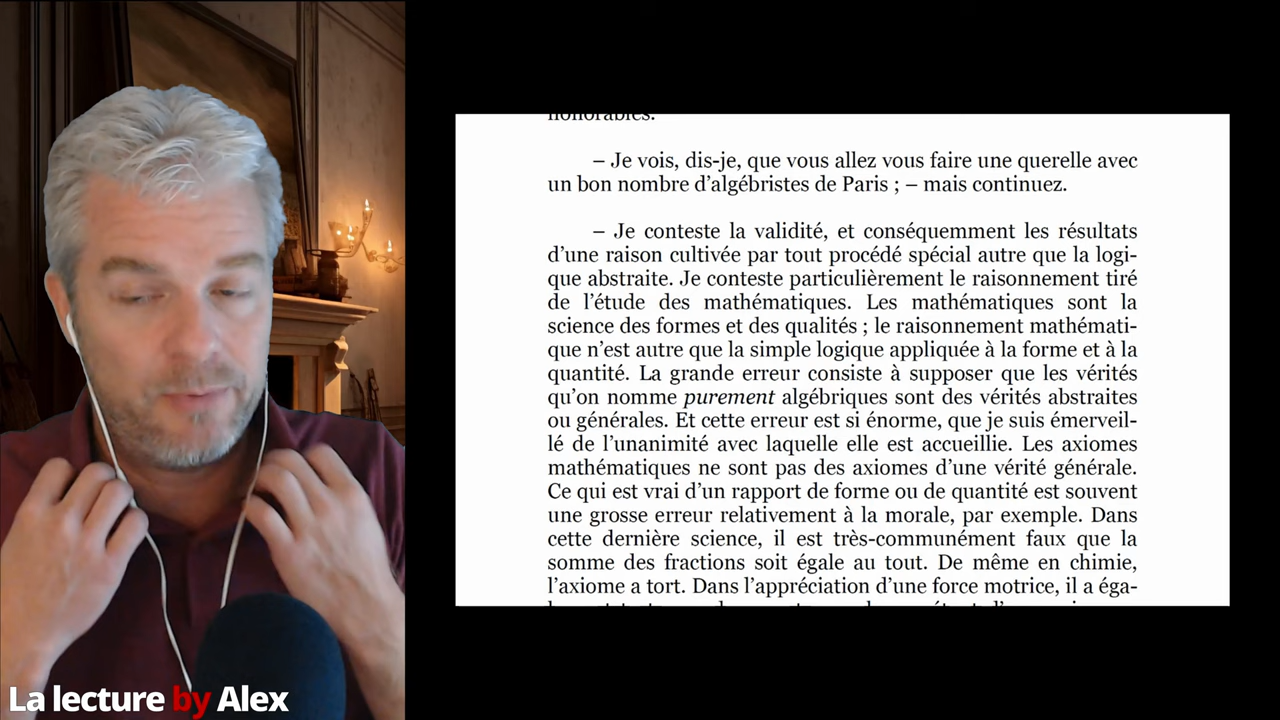 honorables.
– Je vois, dis-je, que vous allez vous faire une querelle avec
un bon nombre d’algébristes de Paris ; – mais continuez.
– Je conteste la validité, et conséquemment les résultats
d’une raison cultivée par tout procédé spécial autre que la logi-
que abstraite. Je conteste particulièrement le raisonnement tiré
de l’étude des mathématiques. Les mathématiques sont la
science des formes et des qualités ; le raisonnement mathémati-
que n’est autre que la simple logique appliquée à la forme et à la
quantité. La grande erreur consiste à supposer que les vérités
qu’on nomme purement algébriques sont des vérités abstraites
ou générales. Et cette erreur est si énorme, que je suis émerveil-
lé de l’unanimité avec laquelle elle est accueillie. Les axiomes
mathématiques ne sont pas des axiomes d’une vérité générale.
Ce qui est vrai d’un rapport de forme ou de quantité est souvent
une grosse erreur relativement à la morale, par exemple. Dans
cette dernière science, il est très-communément faux que la
somme des fractions soit égale au tout. De même en chimie,
l’axiome a tort. Dans l’appréciation d’une force motrice, il a éga-
La lecture by Alex